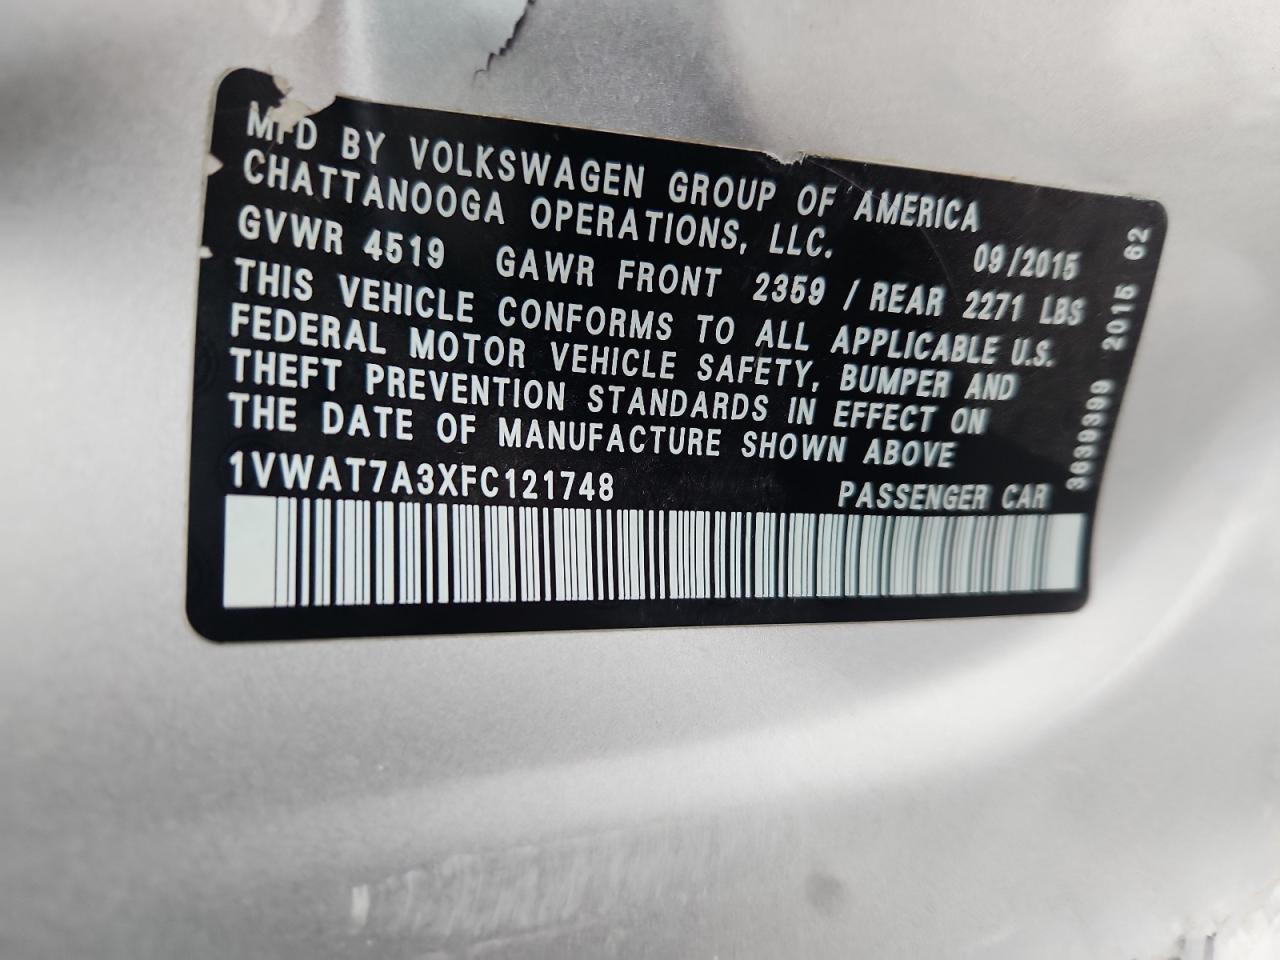 MFD BY VOLKSWAGEN GROUP OF AMERICA
CHATTANOOGA OPERATIONS, LLC. 09/2015
GVWR 4519 GAWR FRONT 2359 / REAR 2271 LBS
THIS VEHICLE CONFORMS TO ALL APPLICABLE U.S.
FEDERAL MOTOR VEHICLE SAFETY, BUMPER AND
THEFT PREVENTION STANDARDS IN EFFECT ON
THE DATE OF MANUFACTURE SHOWN ABOVE
1VWAT7A3XFC121748 PASSENGER CAR
3639399 2015 62